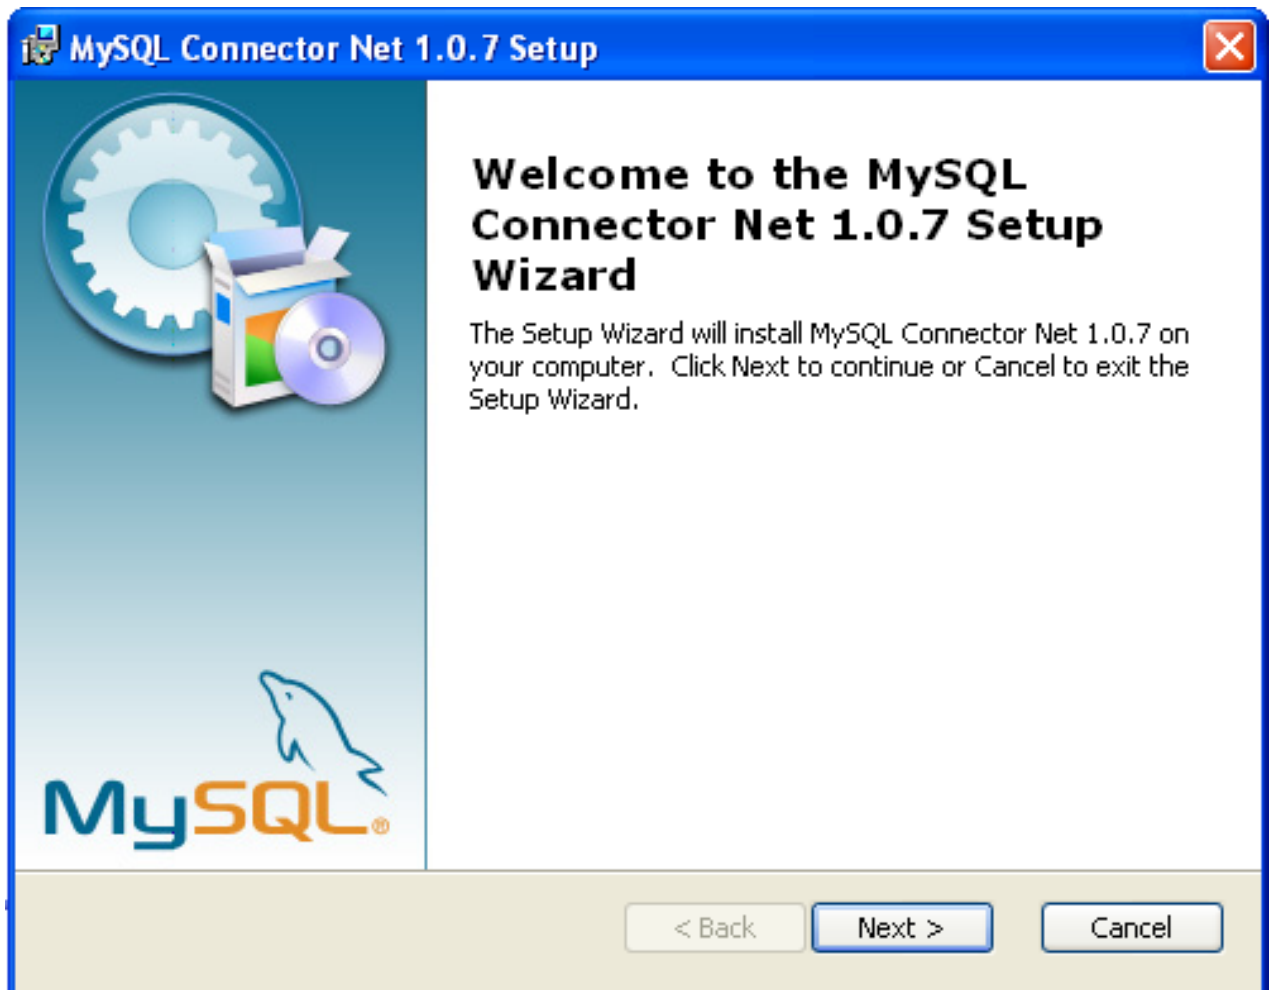 MySQL Connector Net 1.0.7 Setup
Welcome to the MySQL
Connector Net 1.0.7 Setup
Wizard
The Setup Wizard will install MySQL Connector Net 1.0.7 on
your computer.  Click Next to continue or Cancel to exit the
Setup Wizard.
MySQL®
< Back
Next >
Cancel